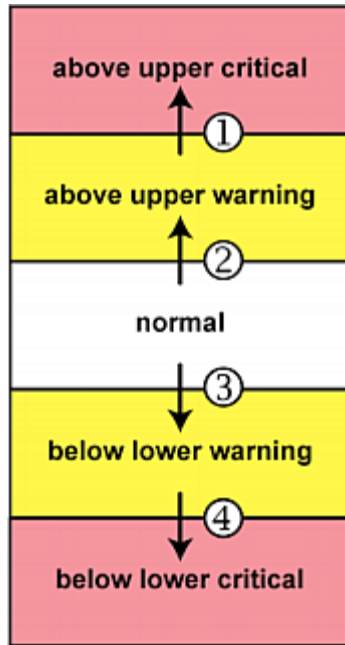 above upper critical
①
above upper warning
②
normal
③
below lower warning
④
below lower critical